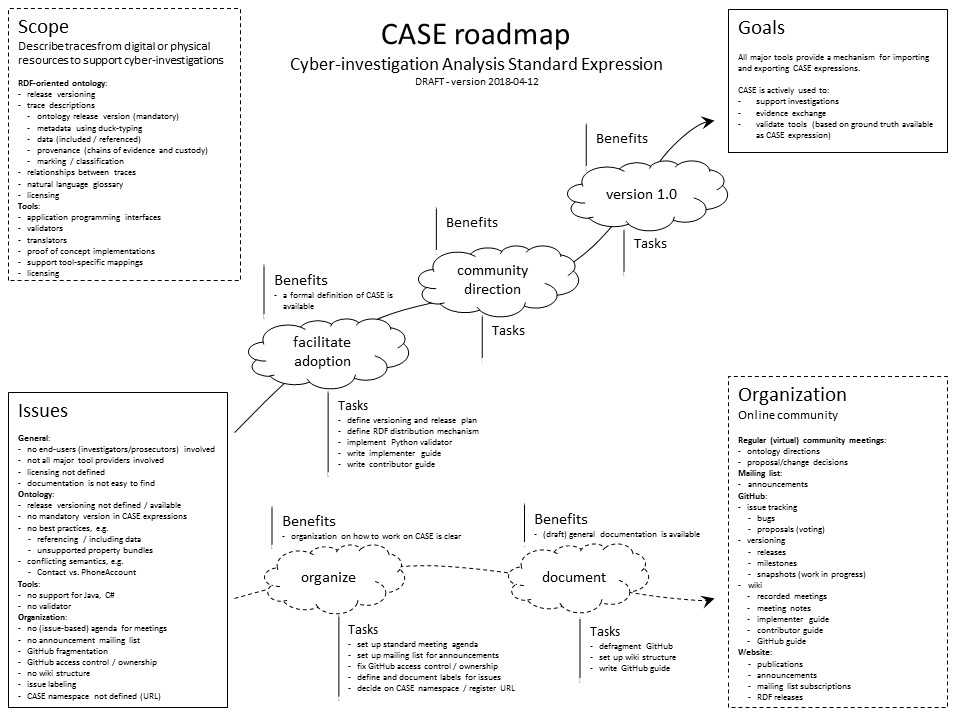 CASE roadmap
Cyber-investigation Analysis Standard Expression
DRAFT - version 2018-04-12
Scope
Describe traces from digital or physical
resources to support cyber-investigations
RDF-oriented ontology:
- release versioning
- trace descriptions
- ontology release version (mandatory)
- metadata using duck-typing
- data (included / referenced)
- provenance (chains of evidence and custody)
- marking / classification
- relationships between traces
- natural language glossary
- licensing
Tools:
- application programming interfaces
- validators
- translators
- proof of concept implementations
- support tool-specific mappings
- licensing
Goals
All major tools provide a mechanism for importing
and exporting CASE expressions.
CASE is actively used to:
- support investigations
- evidence exchange
- validate tools (based on ground truth available
as CASE expression)
Benefits
version 1.0
Tasks
Benefits
community
direction
Tasks
Benefits
- a formal definition of CASE is
available
facilitate
adoption
Tasks
- define versioning and release plan
- define RDF distribution mechanism
- implement Python validator
- write implementer guide
- write contributor guide
Issues
General:
- no end-users (investigators/prosecutors) involved
- not all major tool providers involved
- licensing not defined
- documentation is not easy to find
Ontology:
- release versioning not defined / available
- no mandatory version in CASE expressions
- no best practices, e.g.
- referencing / including data
- unsupported property bundles
- conflicting semantics, e.g.
- Contact vs. PhoneAccount
Tools:
- no support for Java, C#
- no validator
Organization:
- no (issue-based) agenda for meetings
- no announcement mailing list
- GitHub fragmentation
- GitHub access control / ownership
- no wiki structure
- issue labeling
- CASE namespace not defined (URL)
Benefits
- organization on how to work on CASE is clear
organize
Tasks
- set up standard meeting agenda
- set up mailing list for announcements
- fix GitHub access control / ownership
- define and document labels for issues
- decide on CASE namespace / register URL
Benefits
- (draft) general documentation is available
document
Tasks
- defragment GitHub
- set up wiki structure
- write GitHub guide
Organization
Online community
Regular (virtual) community meetings:
- ontology directions
- proposal/change decisions
Mailing list:
- announcements
GitHub:
- issue tracking
- bugs
- proposals (voting)
- versioning
- releases
- milestones
- snapshots (work in progress)
- wiki
- recorded meetings
- meeting notes
- implementer guide
- contributor guide
- GitHub guide
Website:
- publications
- announcements
- mailing list subscriptions
- RDF releases